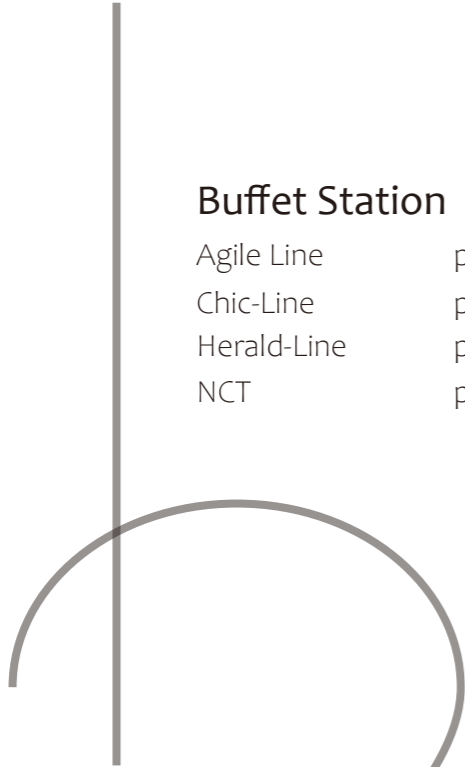 Buffet Station
Agile Line p
Chic-Line p
Herald-Line p
NCT p